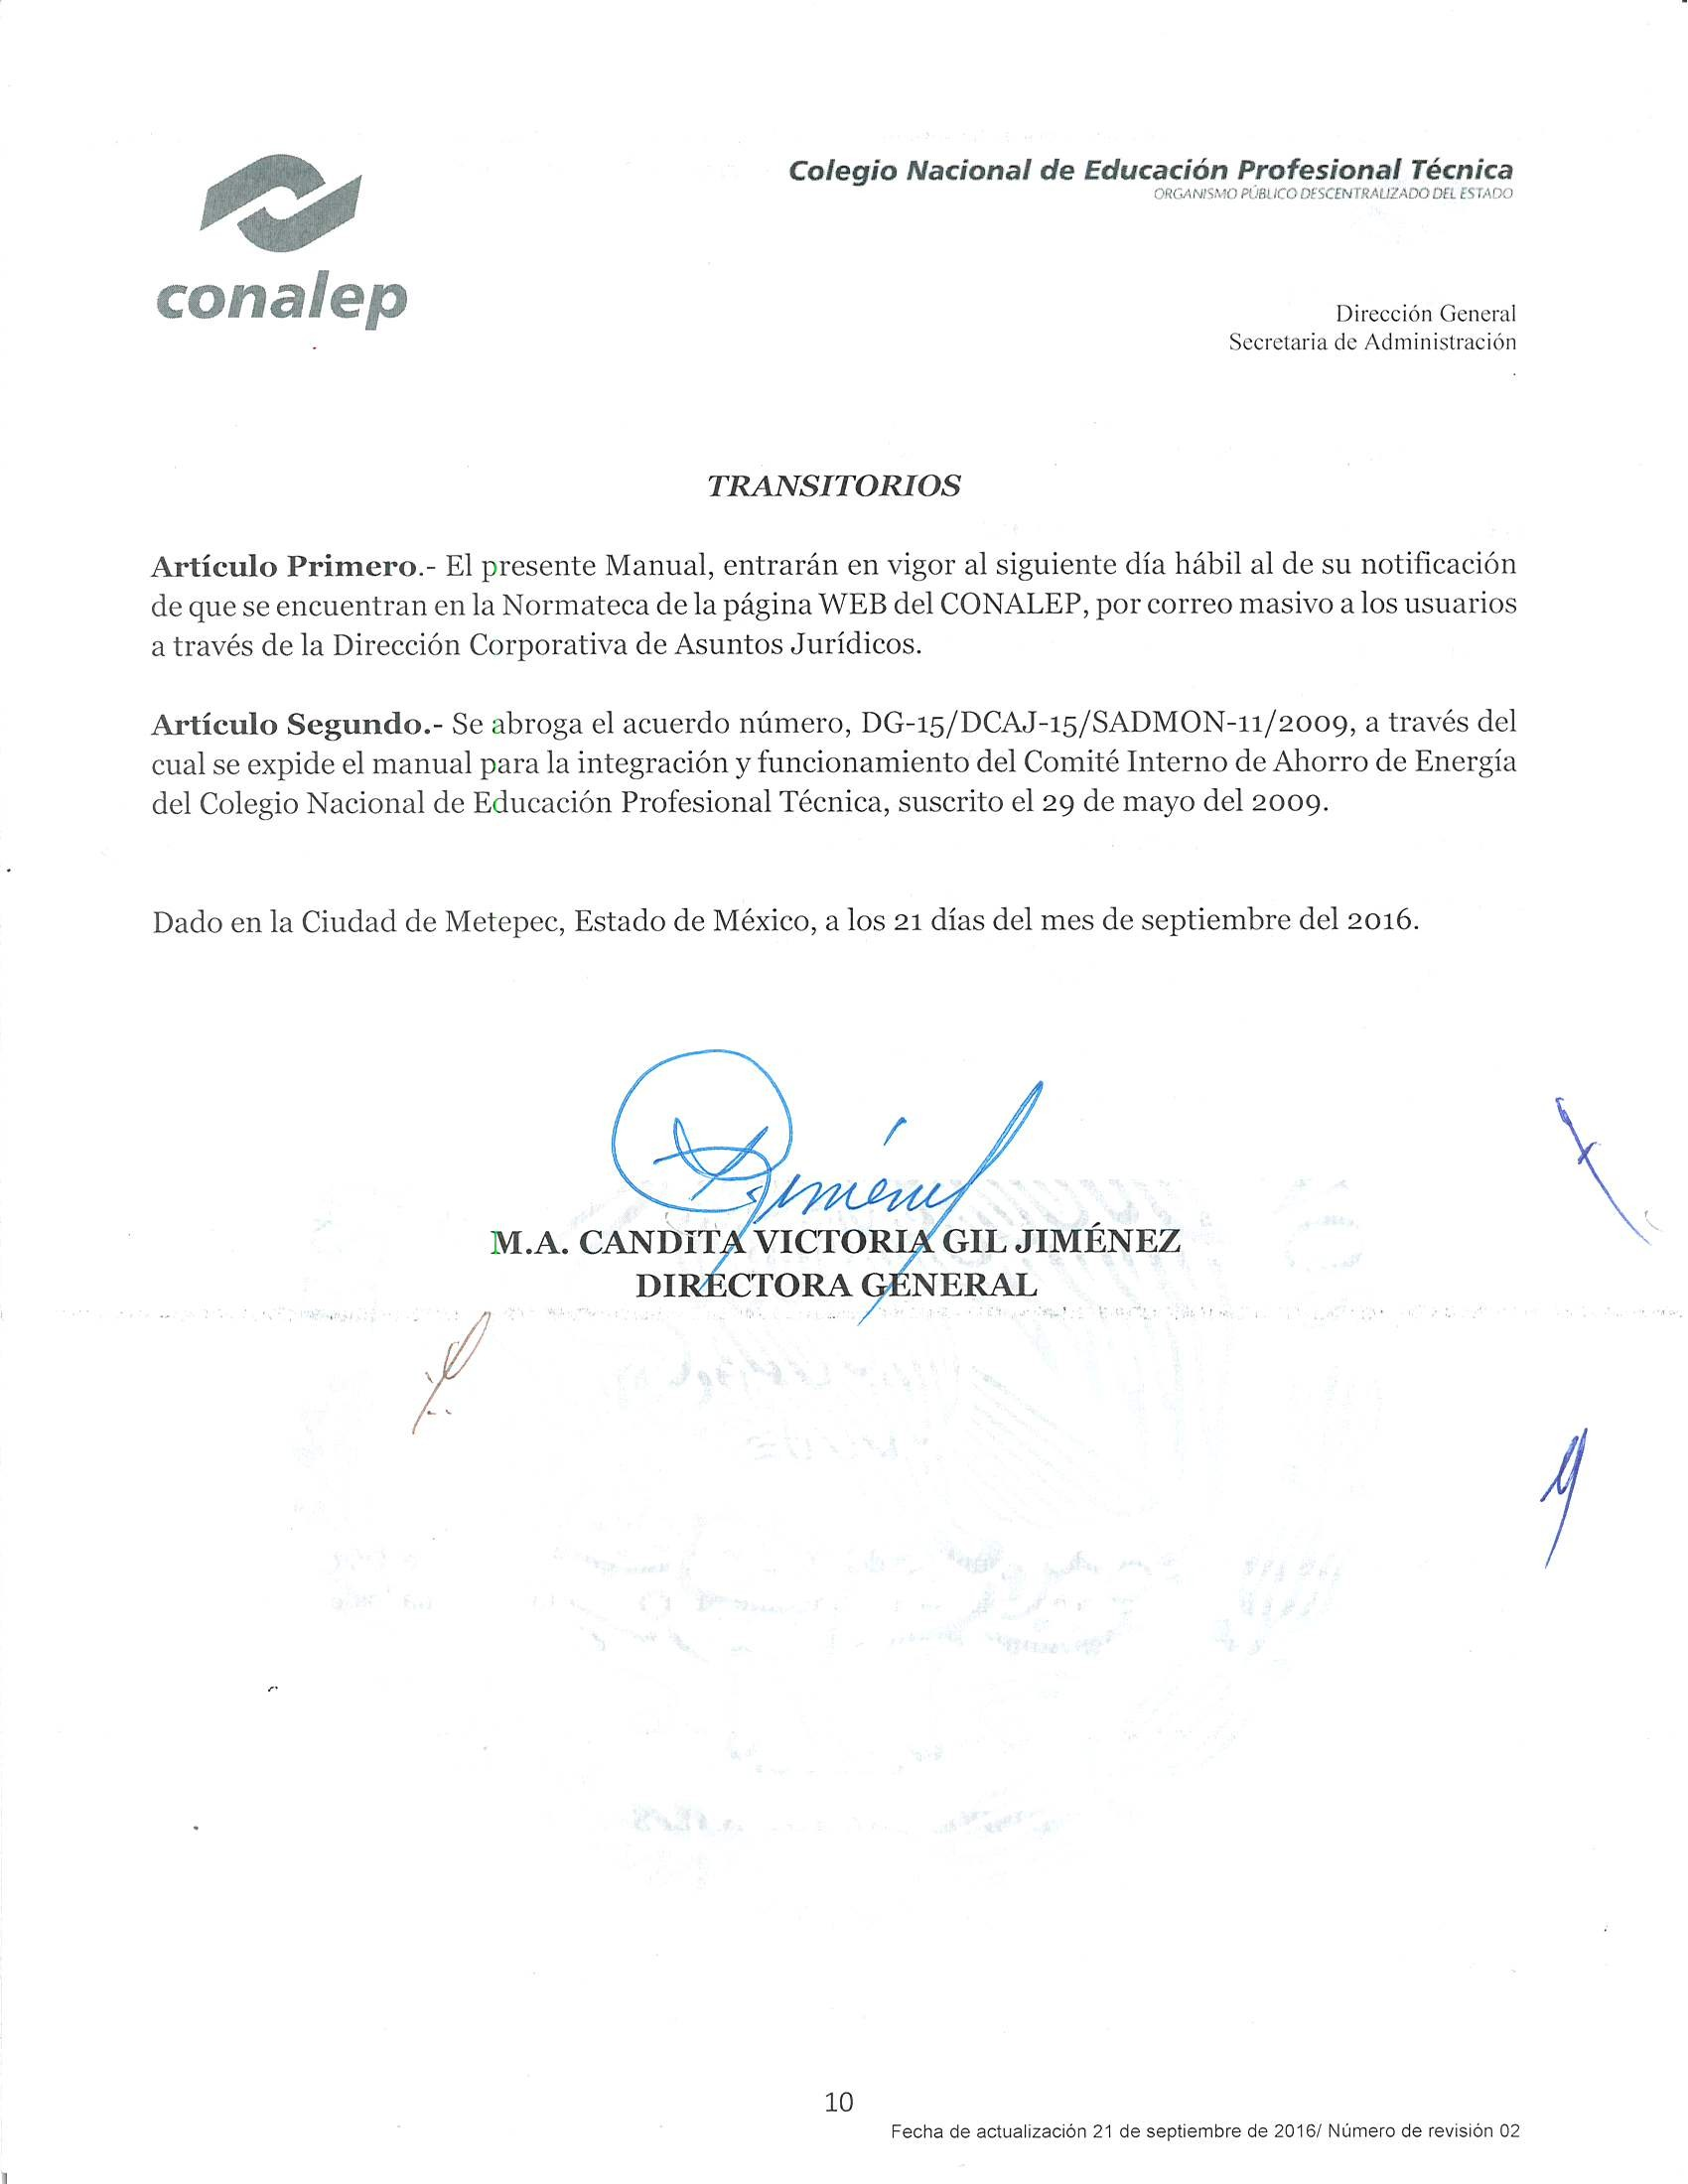 conalep
Colegio Nacional de Educación Profesional Técnica
ORGANISMO PÚBLICO DESCENTRALIZADO DEL ESTADO
Dirección General
Secretaria de Administración
TRANSITORIOS
Artículo Primero.- El presente Manual, entrarán en vigor al siguiente día hábil al de su notificación
de que se encuentran en la Normateca de la página WEB del CONALEP, por correo masivo a los usuarios
a través de la Dirección Corporativa de Asuntos Jurídicos.
Artículo Segundo.- Se abroga el acuerdo número, DG-15/DCAJ-15/SADMON-11/2009, a través del
cual se expide el manual para la integración y funcionamiento del Comité Interno de Ahorro de Energía
del Colegio Nacional de Educación Profesional Técnica, suscrito el 29 de mayo del 2009.
Dado en la Ciudad de Metepec, Estado de México, a los 21 días del mes de septiembre del 2016.
M.A. CANDITA VICTORIA GIL JIMÉNEZ
DIRECTORA GENERAL
10
Fecha de actualización 21 de septiembre de 2016/ Número de revisión 02